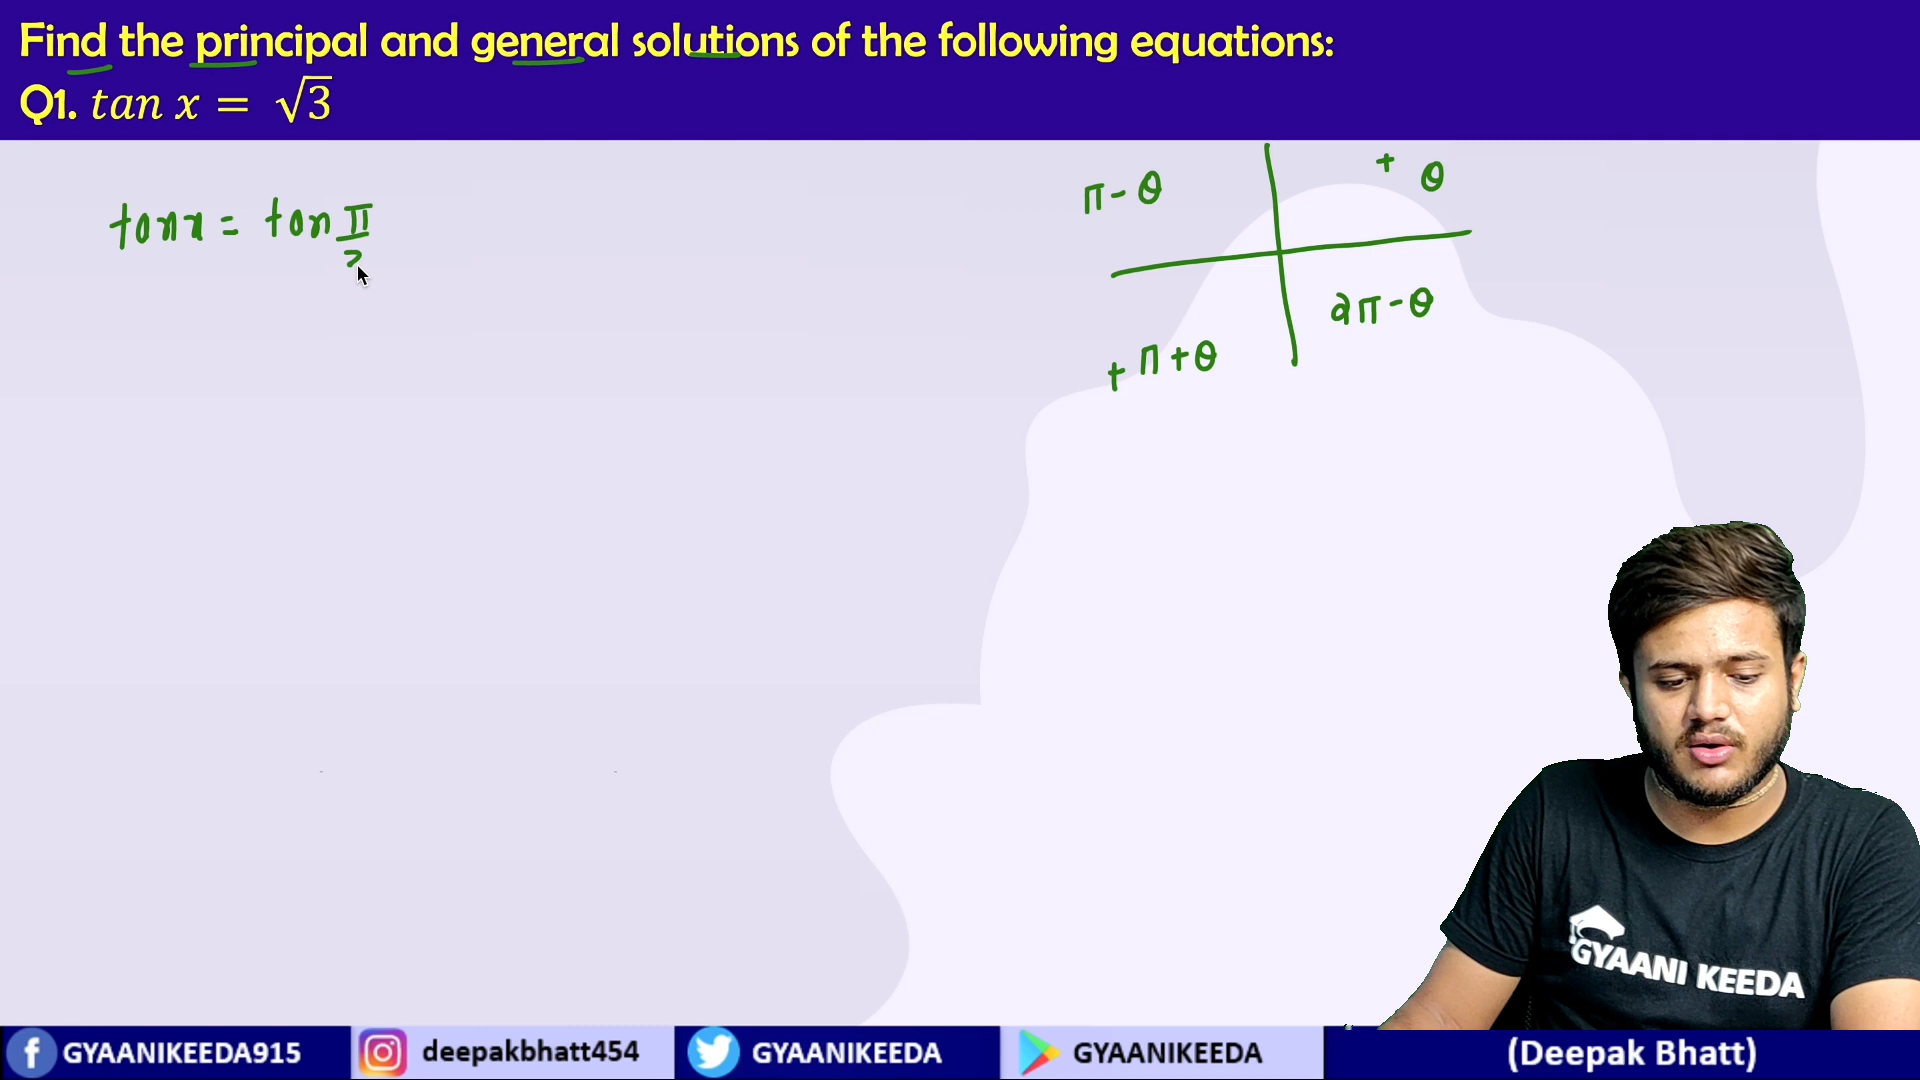 Find the principal and general solutions of the following equations:
Q1. tan x = √3
tan x = tan π/3
π - θ
+ θ
2π - θ
+ π + θ
GYAANI KEEDA
GYAANIKEEDA915
deepakbhatt454
GYAANIKEEDA
GYAANIKEEDA
(Deepak Bhatt)